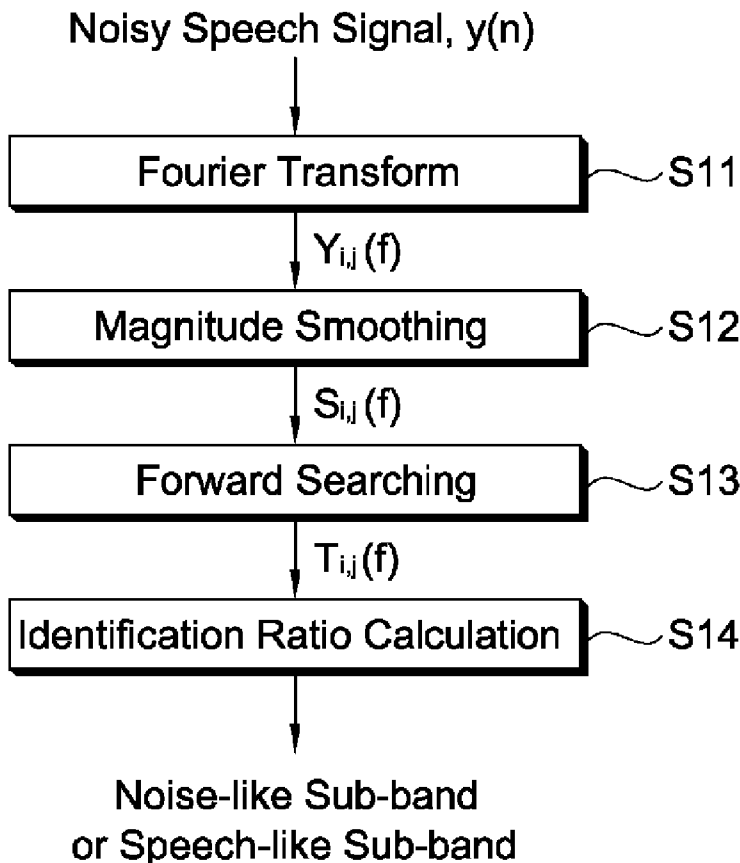 Noisy Speech Signal, y(n)
Fourier Transform
S11
Yi,j (f)
Magnitude Smoothing
S12
Si,j (f)
Forward Searching
S13
Ti,j (f)
Identification Ratio Calculation
S14
Noise-like Sub-band
or Speech-like Sub-band